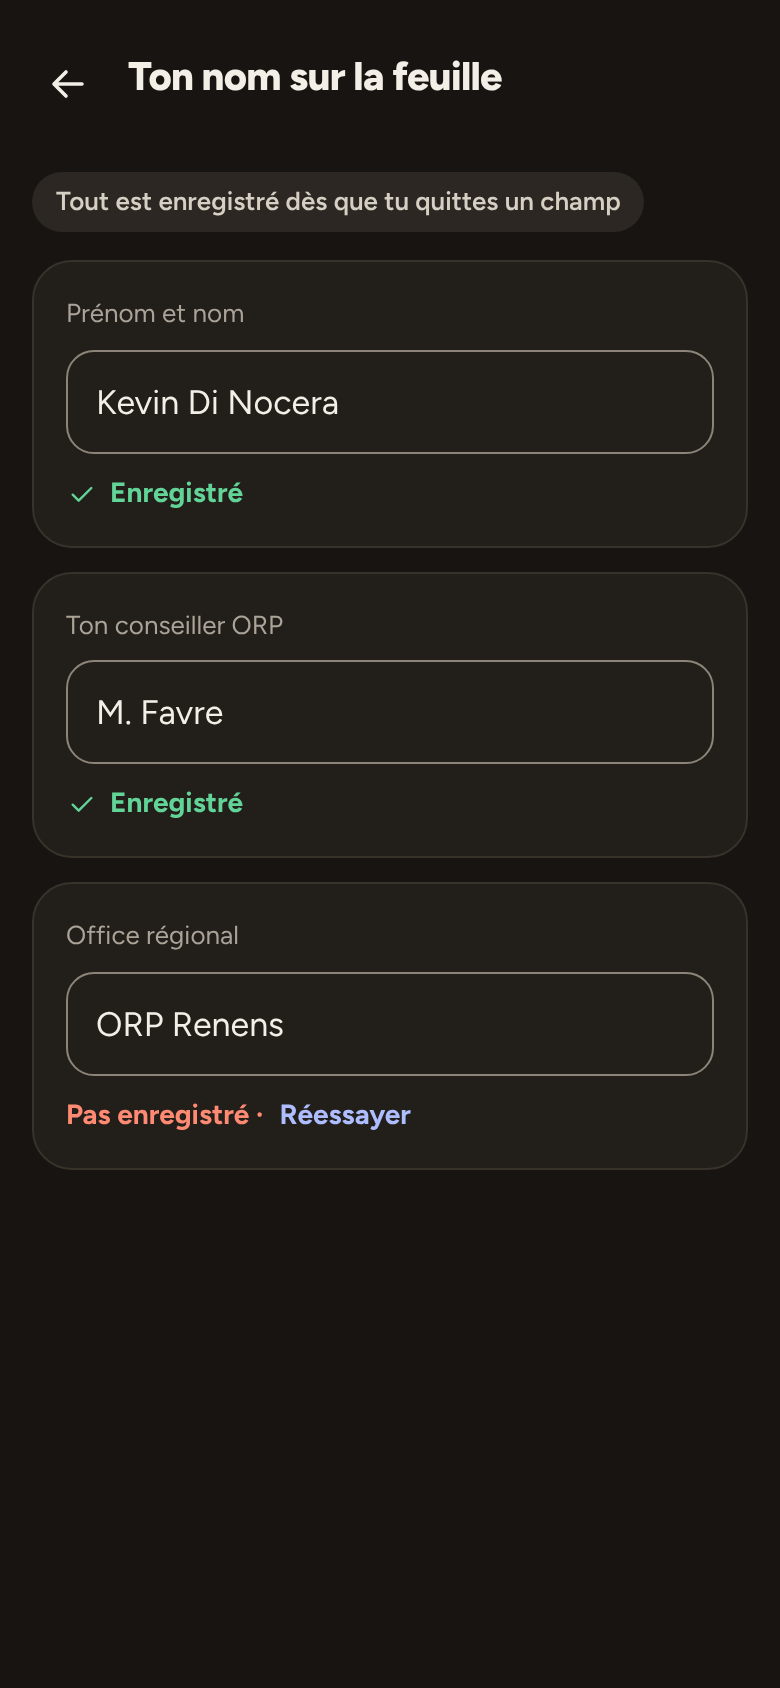 Ton nom sur la feuille
Tout est enregistré dès que tu quittes un champ
Prénom et nom
Kevin Di Nocera
Enregistré
Ton conseiller ORP
M. Favre
Enregistré
Office régional
ORP Renens
Pas enregistré · Réessayer